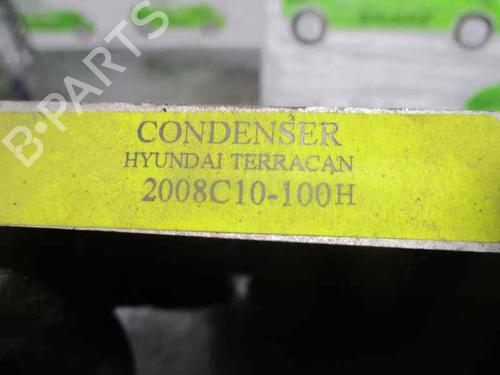 B-PARTS
CONDENSER
HYUNDAI TERRACAN
2008C10-100H